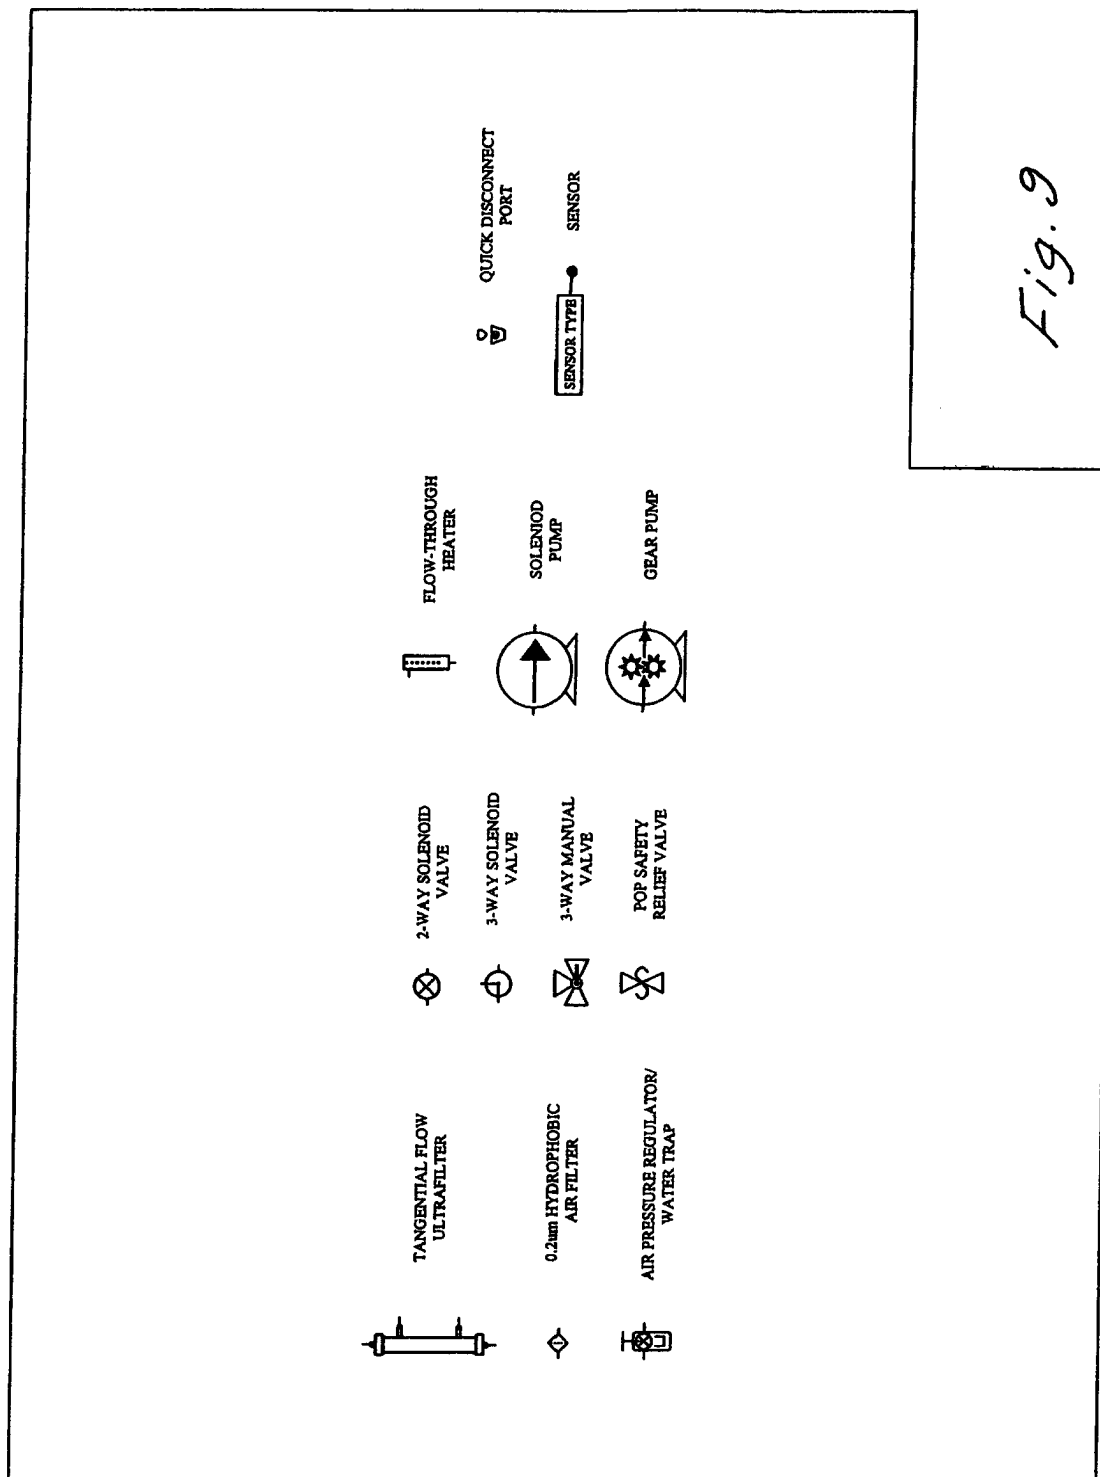 TANGENTIAL FLOW
ULTRAFILTER
0.2um HYDROPHOBIC
AIR FILTER
AIR PRESSURE REGULATOR/
WATER TRAP
2-WAY SOLENOID
VALVE
3-WAY SOLENOID
VALVE
3-WAY MANUAL
VALVE
POP SAFETY
RELIEF VALVE
FLOW-THROUGH
HEATER
SOLENIOD
PUMP
GEAR PUMP
QUICK DISCONNECT
PORT
SENSOR TYPE
SENSOR
Fig. 9